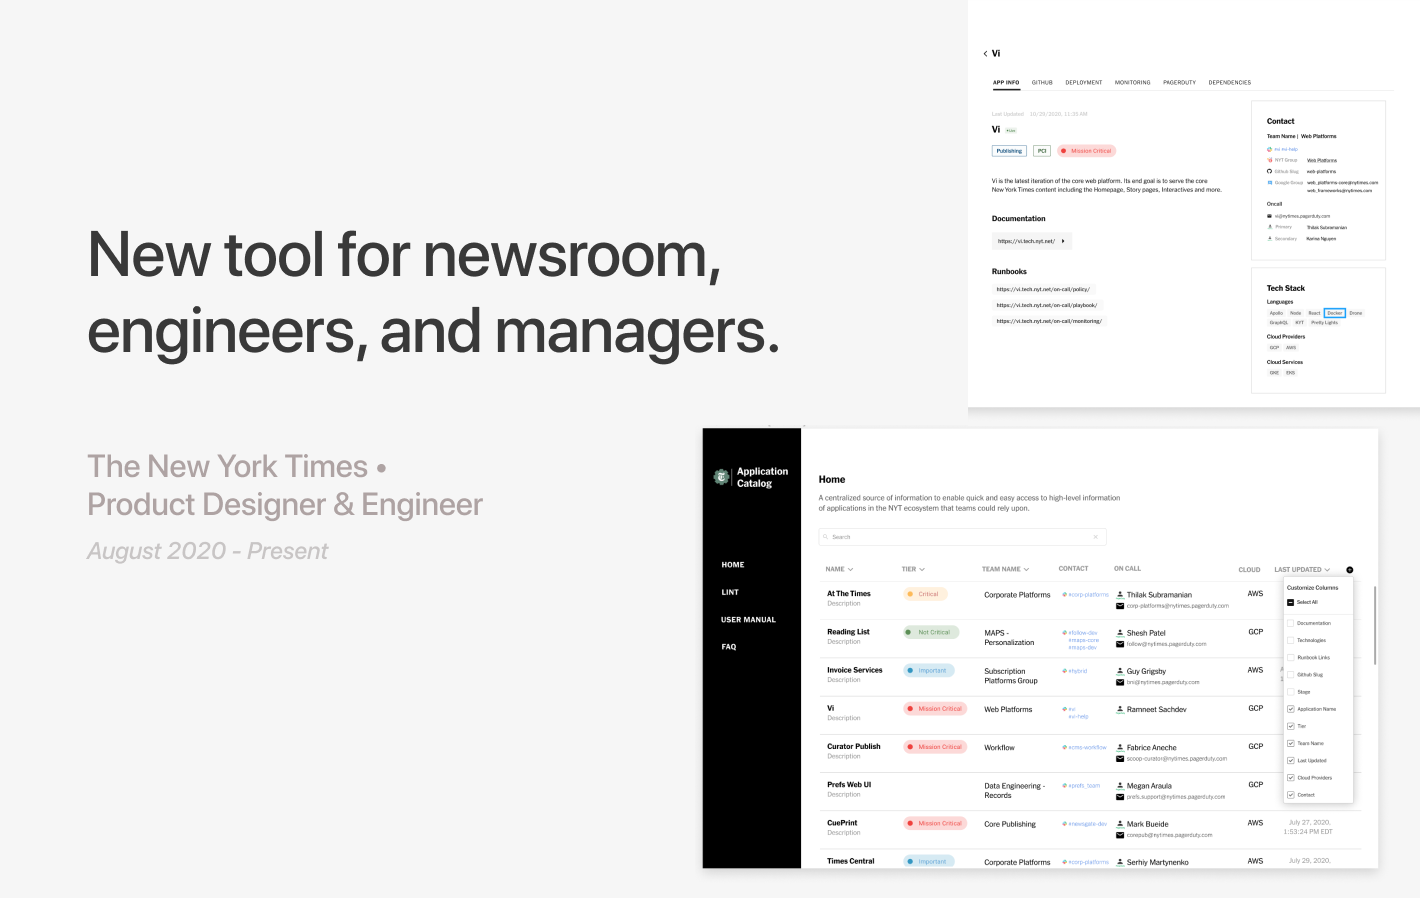 New tool for newsroom,
engineers, and managers.
The New York Times •
Product Designer & Engineer
August 2020 - Present
Vi
APP INFO GITHUB DEPLOYMENT MONITORING PAGERDUTY DEPENDENCIES
Last Updated 10/29/2020, 11:35 AM
Vi
Publishing PCI Mission Critical
Vi is the latest iteration of the core web platform. Its end goal is to serve the core
New York Times content including the Homepage, Story pages, Interactives and more.
Documentation
https://vi.tech.nyt.net/
Runbooks
https://vi.tech.nyt.net/on-call/policy/
https://vi.tech.nyt.net/on-call/playbook/
https://vi.tech.nyt.net/on-call/monitoring/
Contact
Team Name | Web Platforms
#vi #vi-help
NYT Group Web Platforms
Github Slug web-platforms
Google Group web_platforms-core@nytimes.com
web_frameworks@nytimes.com
Oncall
vi@nytimes.pagerduty.com
Primary Thilak Subramanian
Secondary Karina Nguyen
Tech Stack
Languages
Apollo Node React Docker Drone
GraphQL KYT Pretty Lights
Cloud Providers
GCP AWS
Cloud Services
GKE EKS
Application
Catalog
HOME
LINT
USER MANUAL
FAQ
Home
A centralized source of information to enable quick and easy access to high-level information
of applications in the NYT ecosystem that teams could rely upon.
Search
NAME TIER TEAM NAME CONTACT ON CALL CLOUD LAST UPDATED
At The Times Critical Corporate Platforms #corp-platforms Thilak Subramanian AWS
Description corp-platforms@nytimes.pagerduty.com
Reading List Not Critical MAPS - #follow-dev Shesh Patel GCP
Description Personalization #maps-core follow@nytimes.pagerduty.com
#maps-dev
Invoice Services Important Subscription #hybrid Guy Grigsby AWS
Description Platforms Group bni@nytimes.pagerduty.com
Vi Mission Critical Web Platforms #vi Ramneet Sachdev GCP
Description #vi-help
Curator Publish Mission Critical Workflow #cmp-workflow Fabrice Aneche GCP
Description scoop-curator@nytimes.pagerduty.com
Prefs Web UI Data Engineering - #prefs_team Megan Araula GCP
Description Records prefs.support@nytimes.pagerduty.com
CuePrint Mission Critical Core Publishing #newsgate-dev Mark Bueide AWS July 27, 2020,
Description corepub@nytimes.pagerduty.com 1:53:24 PM EDT
Times Central Important Corporate Platforms #corp-platforms Serhiy Martynenko AWS July 29, 2020,
Customize Columns
Select All
Documentation
Technologies
Runbook Links
Github Slug
Stage
Application Name
Tier
Team Name
Last Updated
Cloud Providers
Contact